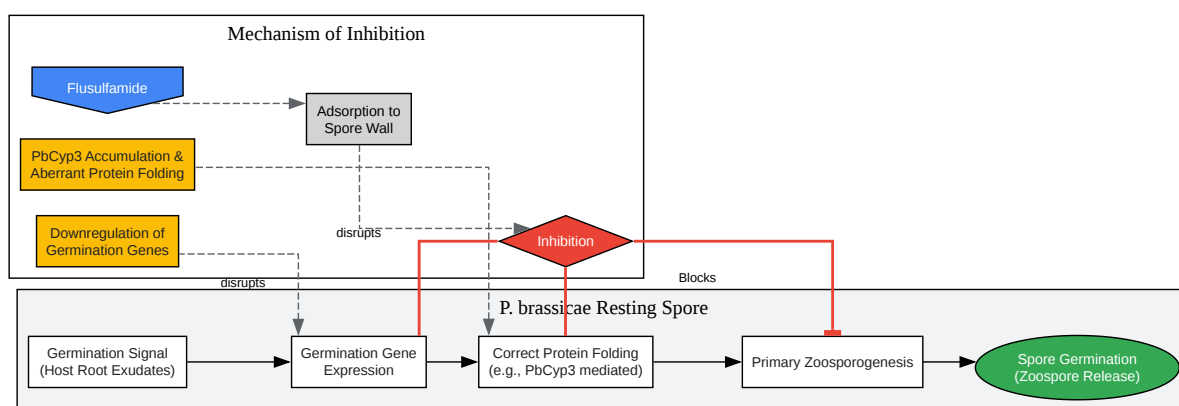 Mechanism of Inhibition
Flusulfamide
Adsorption to
Spore Wall
PbCyp3 Accumulation &
Aberrant Protein Folding
Downregulation of
Germination Genes
disrupts
Inhibition
disrupts
Blocks
P. brassicae Resting Spore
Germination Signal
(Host Root Exudates)
Germination Gene
Expression
Correct Protein Folding
(e.g., PbCyp3 mediated)
Primary Zoosporogenesis
Spore Germination
(Zoospore Release)